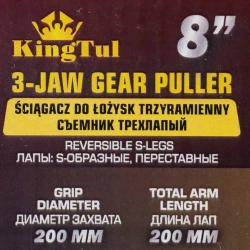 KingTul
8”
3-JAW GEAR PULLER
ŚCIĄGACZ DO ŁOŻYSK TRZYRAMIENNY
СЪЕМНИК ТРЕХЛАПЫЙ
REVERSIBLE S-LEGS
ЛАПЫ: S-ОБРАЗНЫЕ, ПЕРЕСТАВНЫЕ
GRIP
DIAMETER
ДИАМЕТР ЗАХВАТА
200 MM
TOTAL ARM
LENGTH
ДЛИНА ЛАП
200 MM